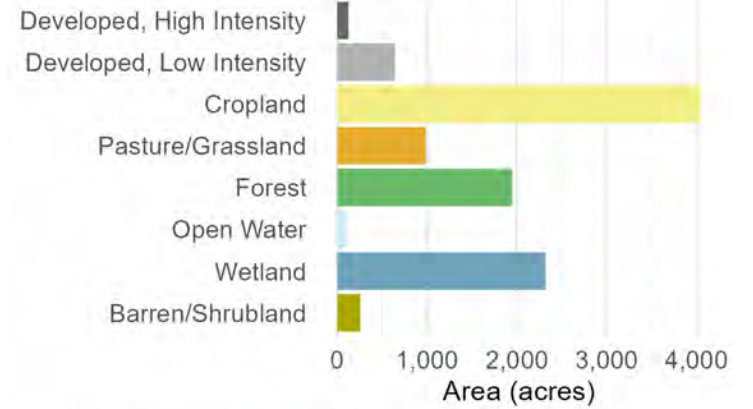 Developed, High Intensity
Developed, Low Intensity
Cropland
Pasture/Grassland
Forest
Open Water
Wetland
Barren/Shrubland
0 1,000 2,000 3,000 4,000
Area (acres)